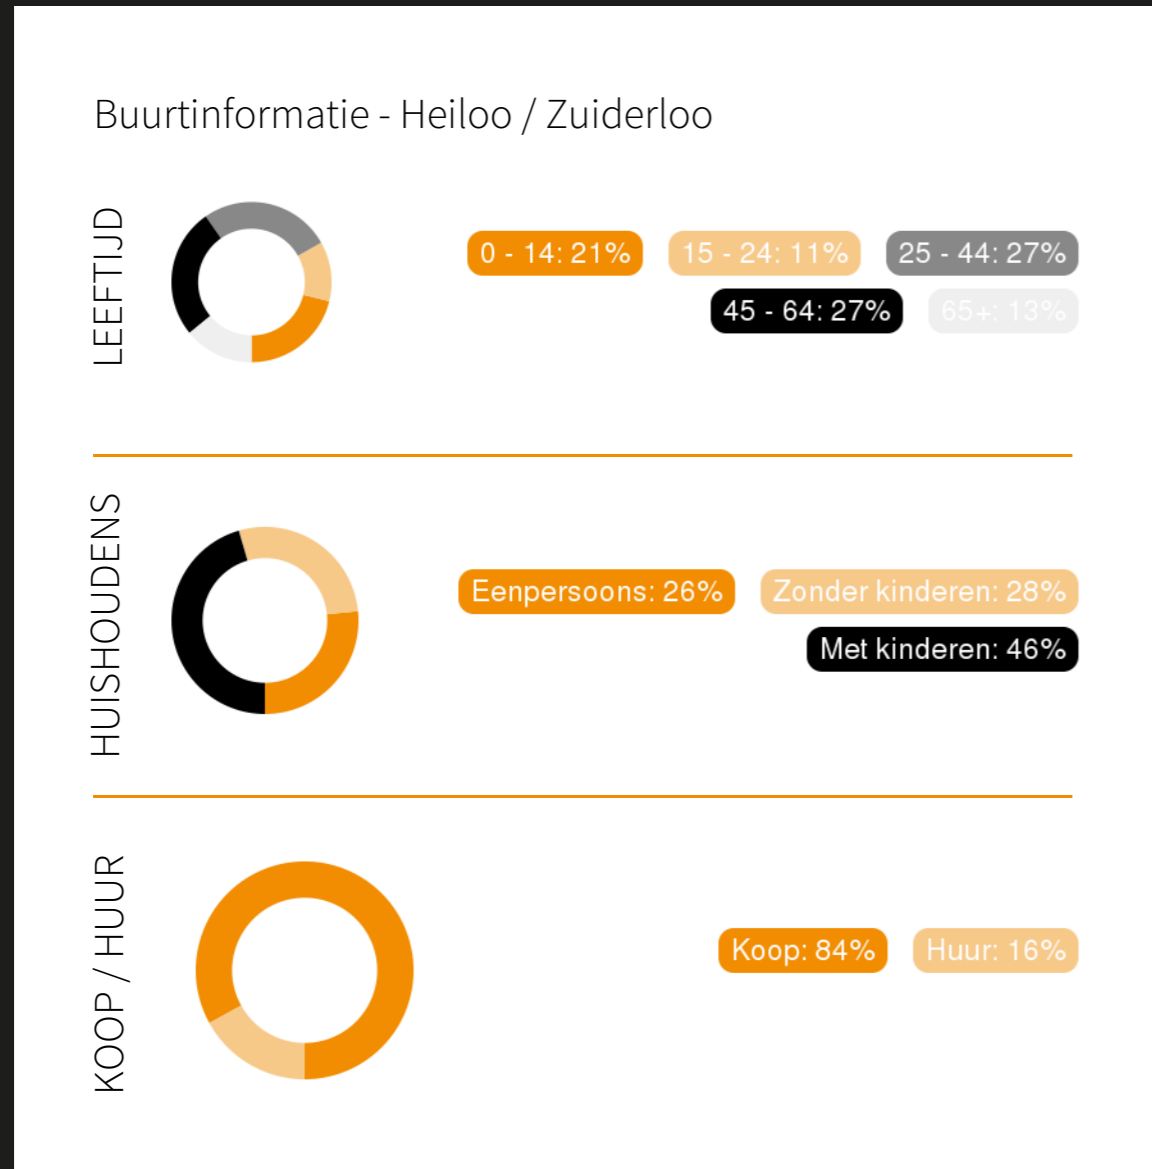 Buurtinformatie - Heiloo / Zuiderloo
LEEFTIJD
0 - 14: 21% 15 - 24: 11% 25 - 44: 27%
45 - 64: 27% 65+: 13%
HUISHOUDENS
Eenpersoons: 26% Zonder kinderen: 28%
Met kinderen: 46%
KOOP / HUUR
Koop: 84% Huur: 16%